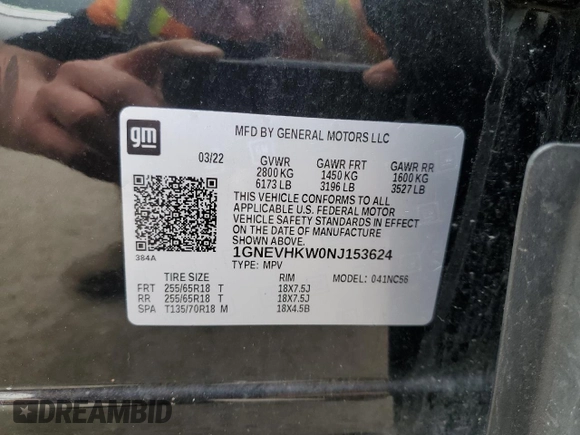 gm
MFD BY GENERAL MOTORS LLC
03/22 GVWR GAWR FRT GAWR RR
2800 KG 1450 KG 1600 KG
6173 LB 3196 LB 3527 LB
THIS VEHICLE CONFORMS TO ALL
APPLICABLE U.S. FEDERAL MOTOR
VEHICLE SAFETY STANDARDS IN EFFECT
ON THE DATE OF MANUFACTURE
SHOWN ABOVE.
1GNEVHKW0NJ153624
384A
TYPE: MPV
TIRE SIZE RIM MODEL: 041NC56
FRT 255/65R18 T 18X7.5J
RR 255/65R18 T 18X7.5J
SPA T135/70R18 M 18X4.5B
DREAMBID